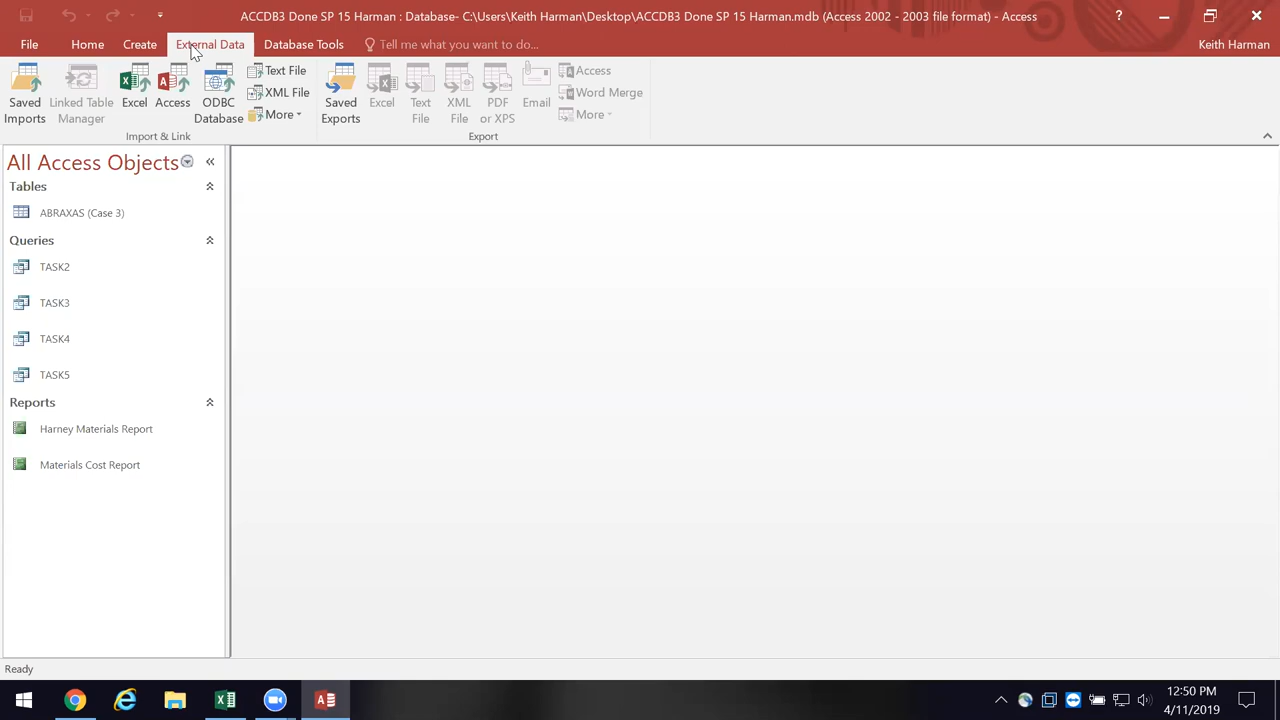 ACCDB3 Done SP 15 Harman : Database- C:\Users\Keith Harman\Desktop\ACCDB3 Done SP 15 Harman.mdb (Access 2002 - 2003 file format) - Access
File Home Create External Data Database Tools Tell me what you want to do... Keith Harman
Saved Imports
Linked Table Manager
Excel
Access
ODBC Database
Text File
XML File
More
Import & Link
Saved Exports
Excel
Text File
XML File
PDF or XPS
Email
Access
Word Merge
More
Export
All Access Objects
Tables
ABRAXAS (Case 3)
Queries
TASK2
TASK3
TASK4
TASK5
Reports
Harney Materials Report
Materials Cost Report
Ready
12:50 PM
4/11/2019